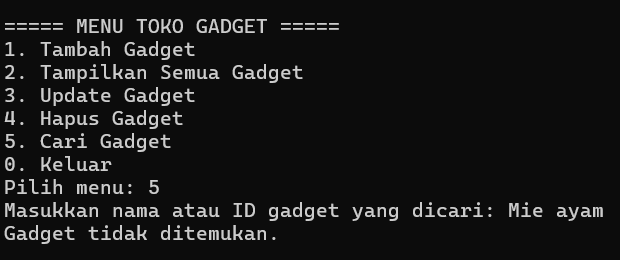 ===== MENU TOKO GADGET =====
1. Tambah Gadget
2. Tampilkan Semua Gadget
3. Update Gadget
4. Hapus Gadget
5. Cari Gadget
0. Keluar
Pilih menu: 5
Masukkan nama atau ID gadget yang dicari: Mie ayam
Gadget tidak ditemukan.